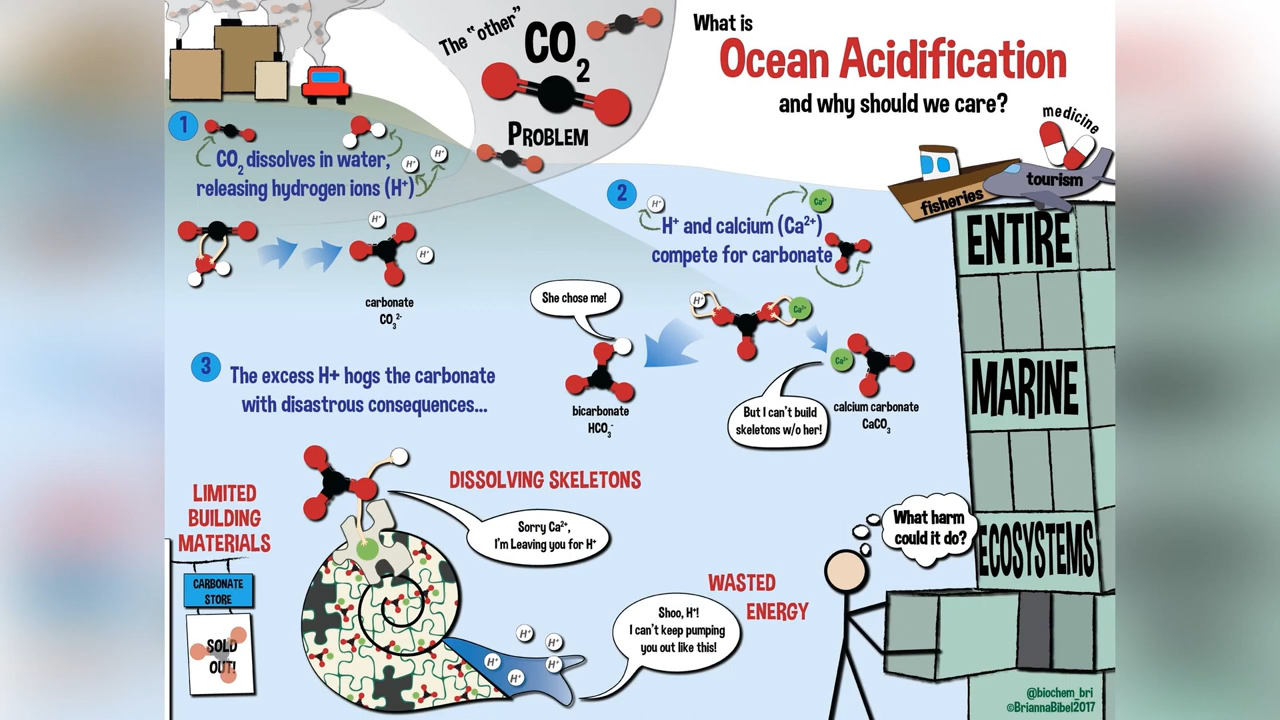 The "other"
CO2
PROBLEM
What is
Ocean Acidification
and why should we care?
medicine
tourism
fisheries
1
CO2 dissolves in water,
releasing hydrogen ions (H+)
H+
H+
H+
H+
carbonate
CO3 2-
2
H+
Ca2+
H+ and calcium (Ca2+)
compete for carbonate
H+
Ca2+
She chose me!
bicarbonate
HCO3-
Ca2+
But I can't build
skeletons w/o her!
calcium carbonate
CaCO3
3
The excess H+ hogs the carbonate
with disastrous consequences...
LIMITED
BUILDING
MATERIALS
CARBONATE
STORE
SOLD
OUT!
DISSOLVING SKELETONS
Sorry Ca2+,
I'm Leaving you for H+
WASTED
ENERGY
Shoo, H+!
I can't keep pumping
you out like this!
H+
H+
H+
H+
H+
What harm
could it do?
ENTIRE
MARINE
ECOSYSTEMS
@biochem_bri
©BriannaBibel2017